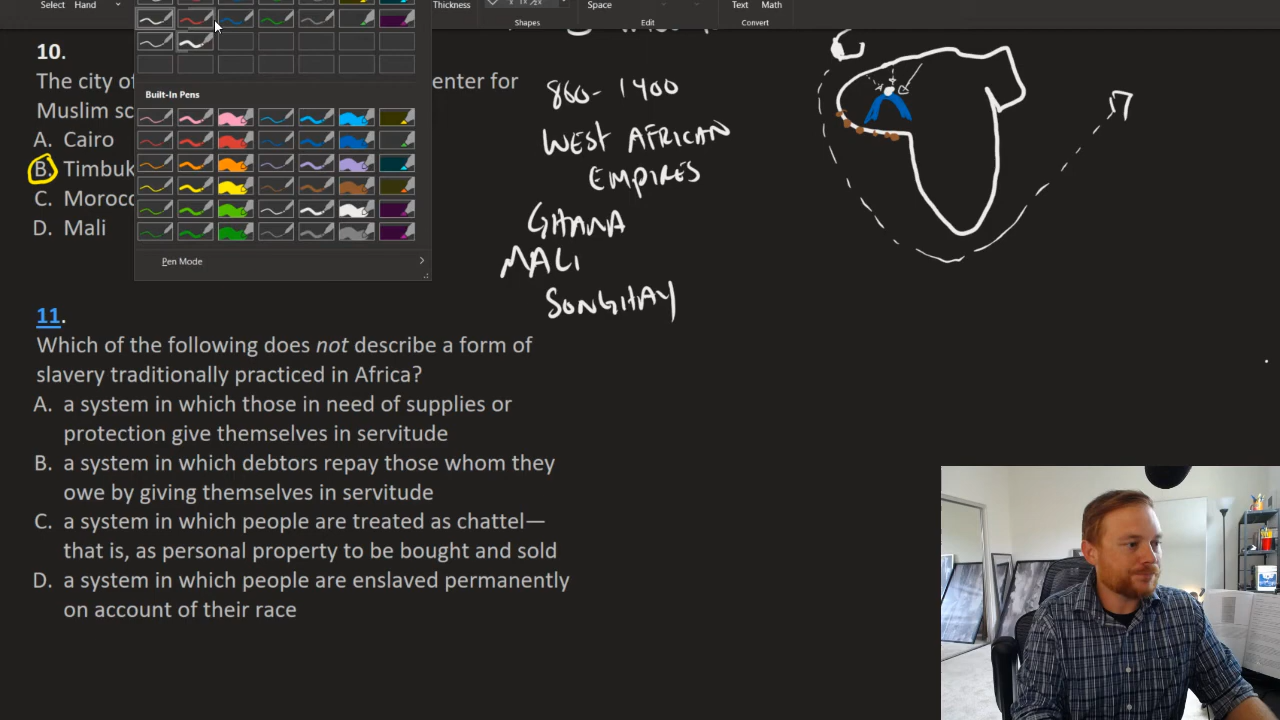 Select
Hand
Thickness
Space
Text
Math
Shapes
Edit
Convert
10.
The city of
enter for
Muslim sc
A. Cairo
B. Timbuk
C. Morocc
D. Mali
Built-In Pens
Pen Mode
800- 1400
WEST AFRICAN
EMPIRES
GHANA
MALI
SONGHAY
11.
Which of the following does not describe a form of
slavery traditionally practiced in Africa?
A. a system in which those in need of supplies or
protection give themselves in servitude
B. a system in which debtors repay those whom they
owe by giving themselves in servitude
C. a system in which people are treated as chattel—
that is, as personal property to be bought and sold
D. a system in which people are enslaved permanently
on account of their race